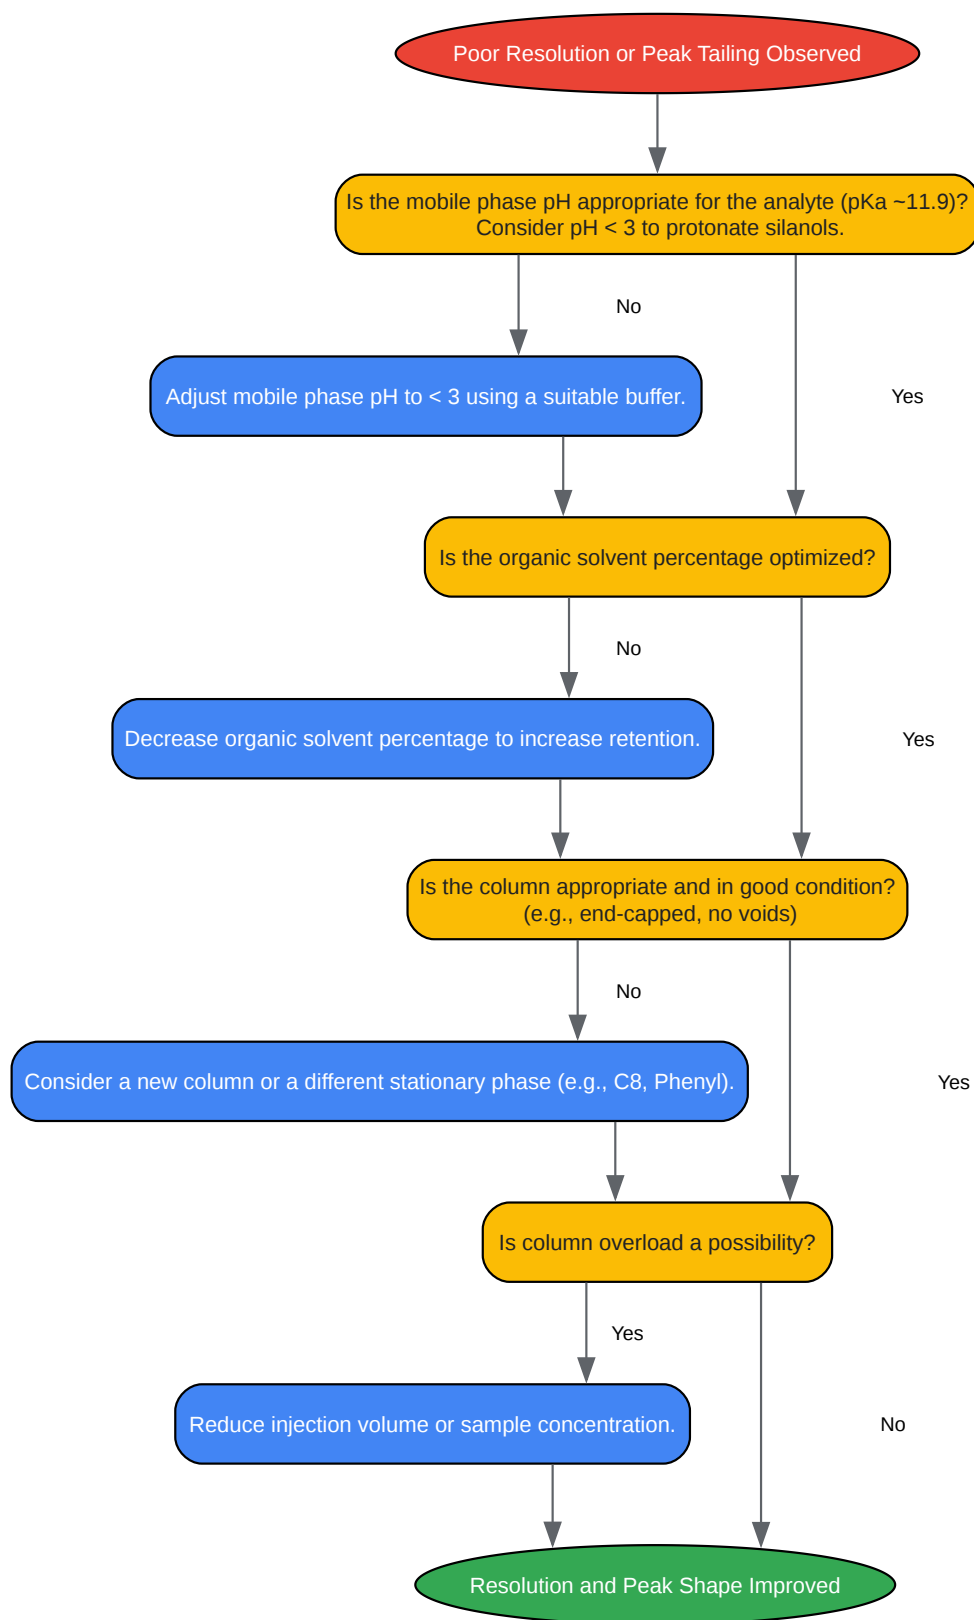 Poor Resolution or Peak Tailing Observed
Is the mobile phase pH appropriate for the analyte (pKa ~11.9)?
Consider pH < 3 to protonate silanols.
No
Adjust mobile phase pH to < 3 using a suitable buffer.
Yes
Is the organic solvent percentage optimized?
No
Decrease organic solvent percentage to increase retention.
Yes
Is the column appropriate and in good condition?
(e.g., end-capped, no voids)
No
Consider a new column or a different stationary phase (e.g., C8, Phenyl).
Yes
Is column overload a possibility?
Yes
Reduce injection volume or sample concentration.
No
Resolution and Peak Shape Improved